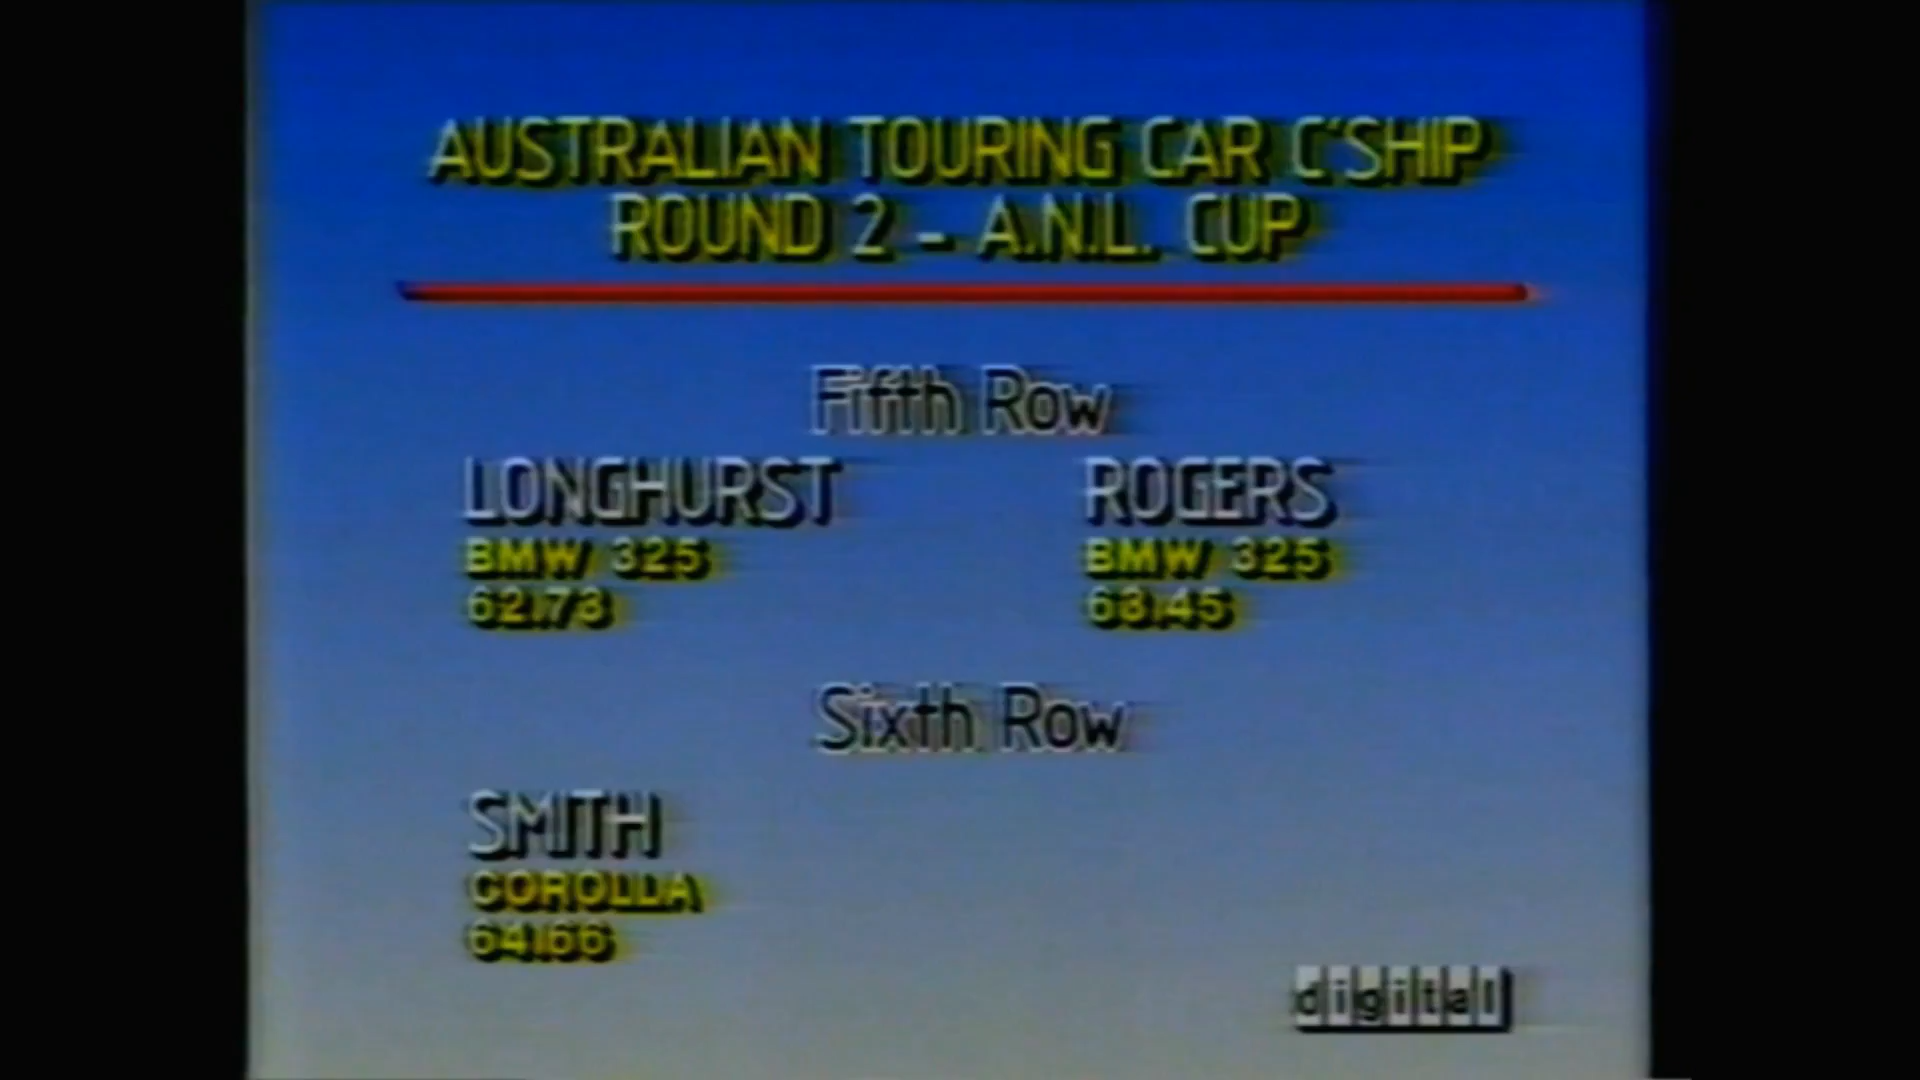 AUSTRALIAN TOURING CAR C'SHIP
ROUND 2 - A.N.L. CUP
Fifth Row
LONGHURST ROGERS
BMW 325 BMW 325
62.73 63.45
Sixth Row
SMITH
COROLLA
64.66
digital